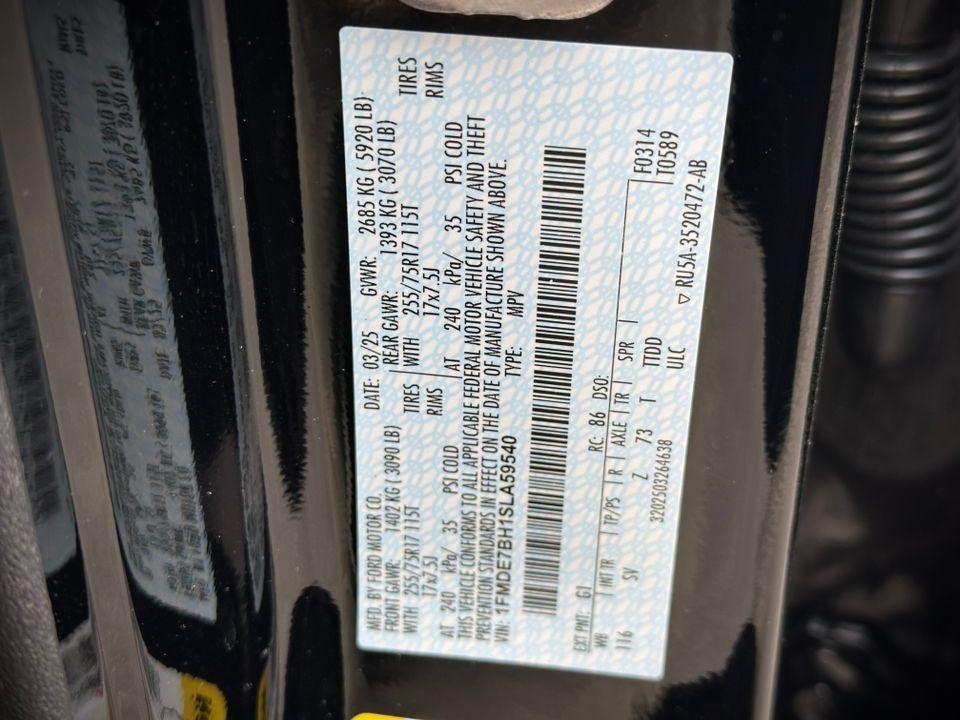 MFD. BY FORD MOTOR CO.
DATE: 03/25 GVWR: 2685 KG ( 5920 LB)
FRONT GAWR: 1402 KG ( 3090 LB) REAR GAWR: 1393 KG ( 3070 LB)
WITH 255/75R17 115T TIRES WITH 255/75R17 115T TIRES
17x7.5J RIMS 17x7.5J RIMS
AT 240 kPa/ 35 PSI COLD AT 240 kPa/ 35 PSI COLD
THIS VEHICLE CONFORMS TO ALL APPLICABLE FEDERAL MOTOR VEHICLE SAFETY AND THEFT
PREVENTION STANDARDS IN EFFECT ON THE DATE OF MANUFACTURE SHOWN ABOVE.
VIN: 1FMDE7BH1SLA59540 TYPE: MPV
EXT PNT: G1 RC: 86 DSO: F0314
WB INT TR TP/PS R AXLE TR SPR T0589
116 SV Z 73 T TTDD
ULC
3202503264638 ▽ RU5A-3520472-AB